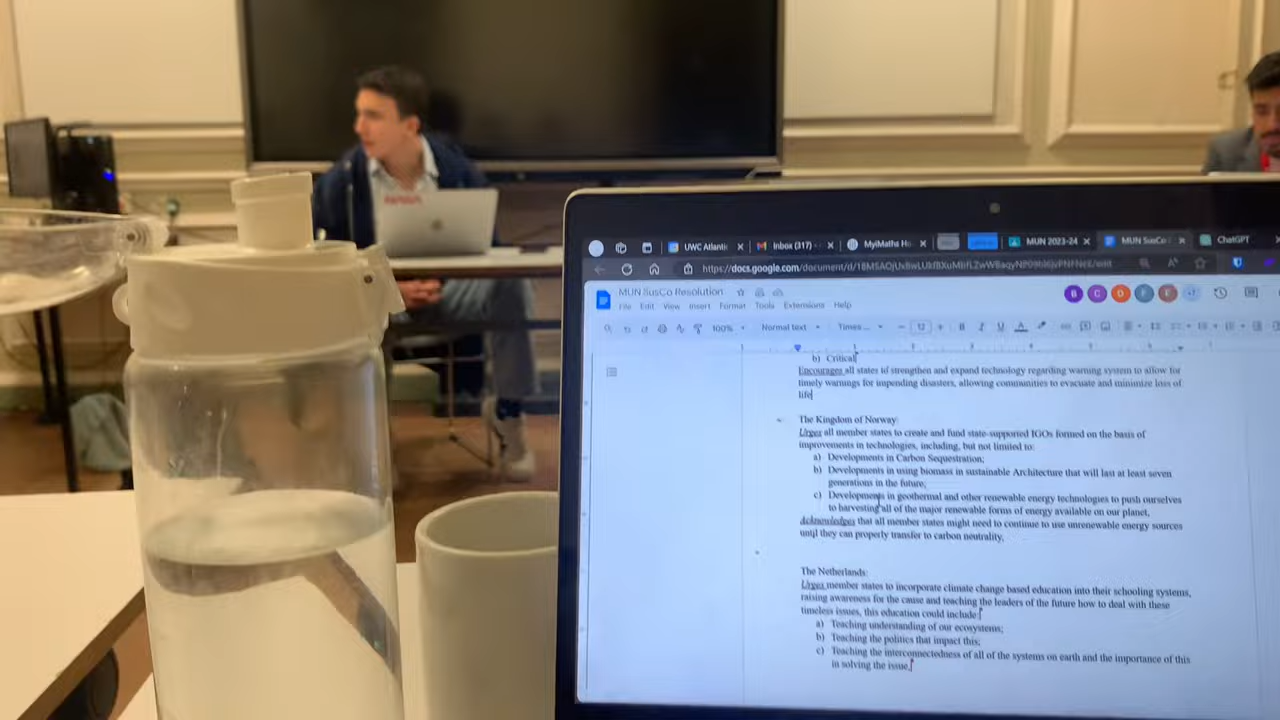 UWC Atlantic
Inbox (317) -
MyiMaths Ho
MUN 2023-24
MUN SusCo
ChatGPT
https://docs.google.com/document/d/
MUN SusCo Resolution
File Edit View Insert Format Tools Extensions Help
100% Normal text Times ... 12 B I U A
B C D F E +7
b) Critical
Encourages all states to strengthen and expand technology regarding warning system to allow for
timely warnings for impending disasters, allowing communities to evacuate and minimize loss of
life
The Kingdom of Norway:
Urges all member states to create and fund state-supported IGOs formed on the basis of
improvements in technologies, including, but not limited to:
a) Developments in Carbon Sequestration;
b) Developments in using biomass in sustainable Architecture that will last at least seven
generations in the future;
c) Developments in geothermal and other renewable energy technologies to push ourselves
to harvesting all of the major renewable forms of energy available on our planet,
Acknowledges that all member states might need to continue to use unrenewable energy sources
until they can properly transfer to carbon neutrality,
The Netherlands:
Urges member states to incorporate climate change based education into their schooling systems,
raising awareness for the cause and teaching the leaders of the future how to deal with these
timeless issues, this education could include:
a) Teaching understanding of our ecosystems;
b) Teaching the politics that impact this;
c) Teaching the interconnectedness of all of the systems on earth and the importance of this
in solving the issue,